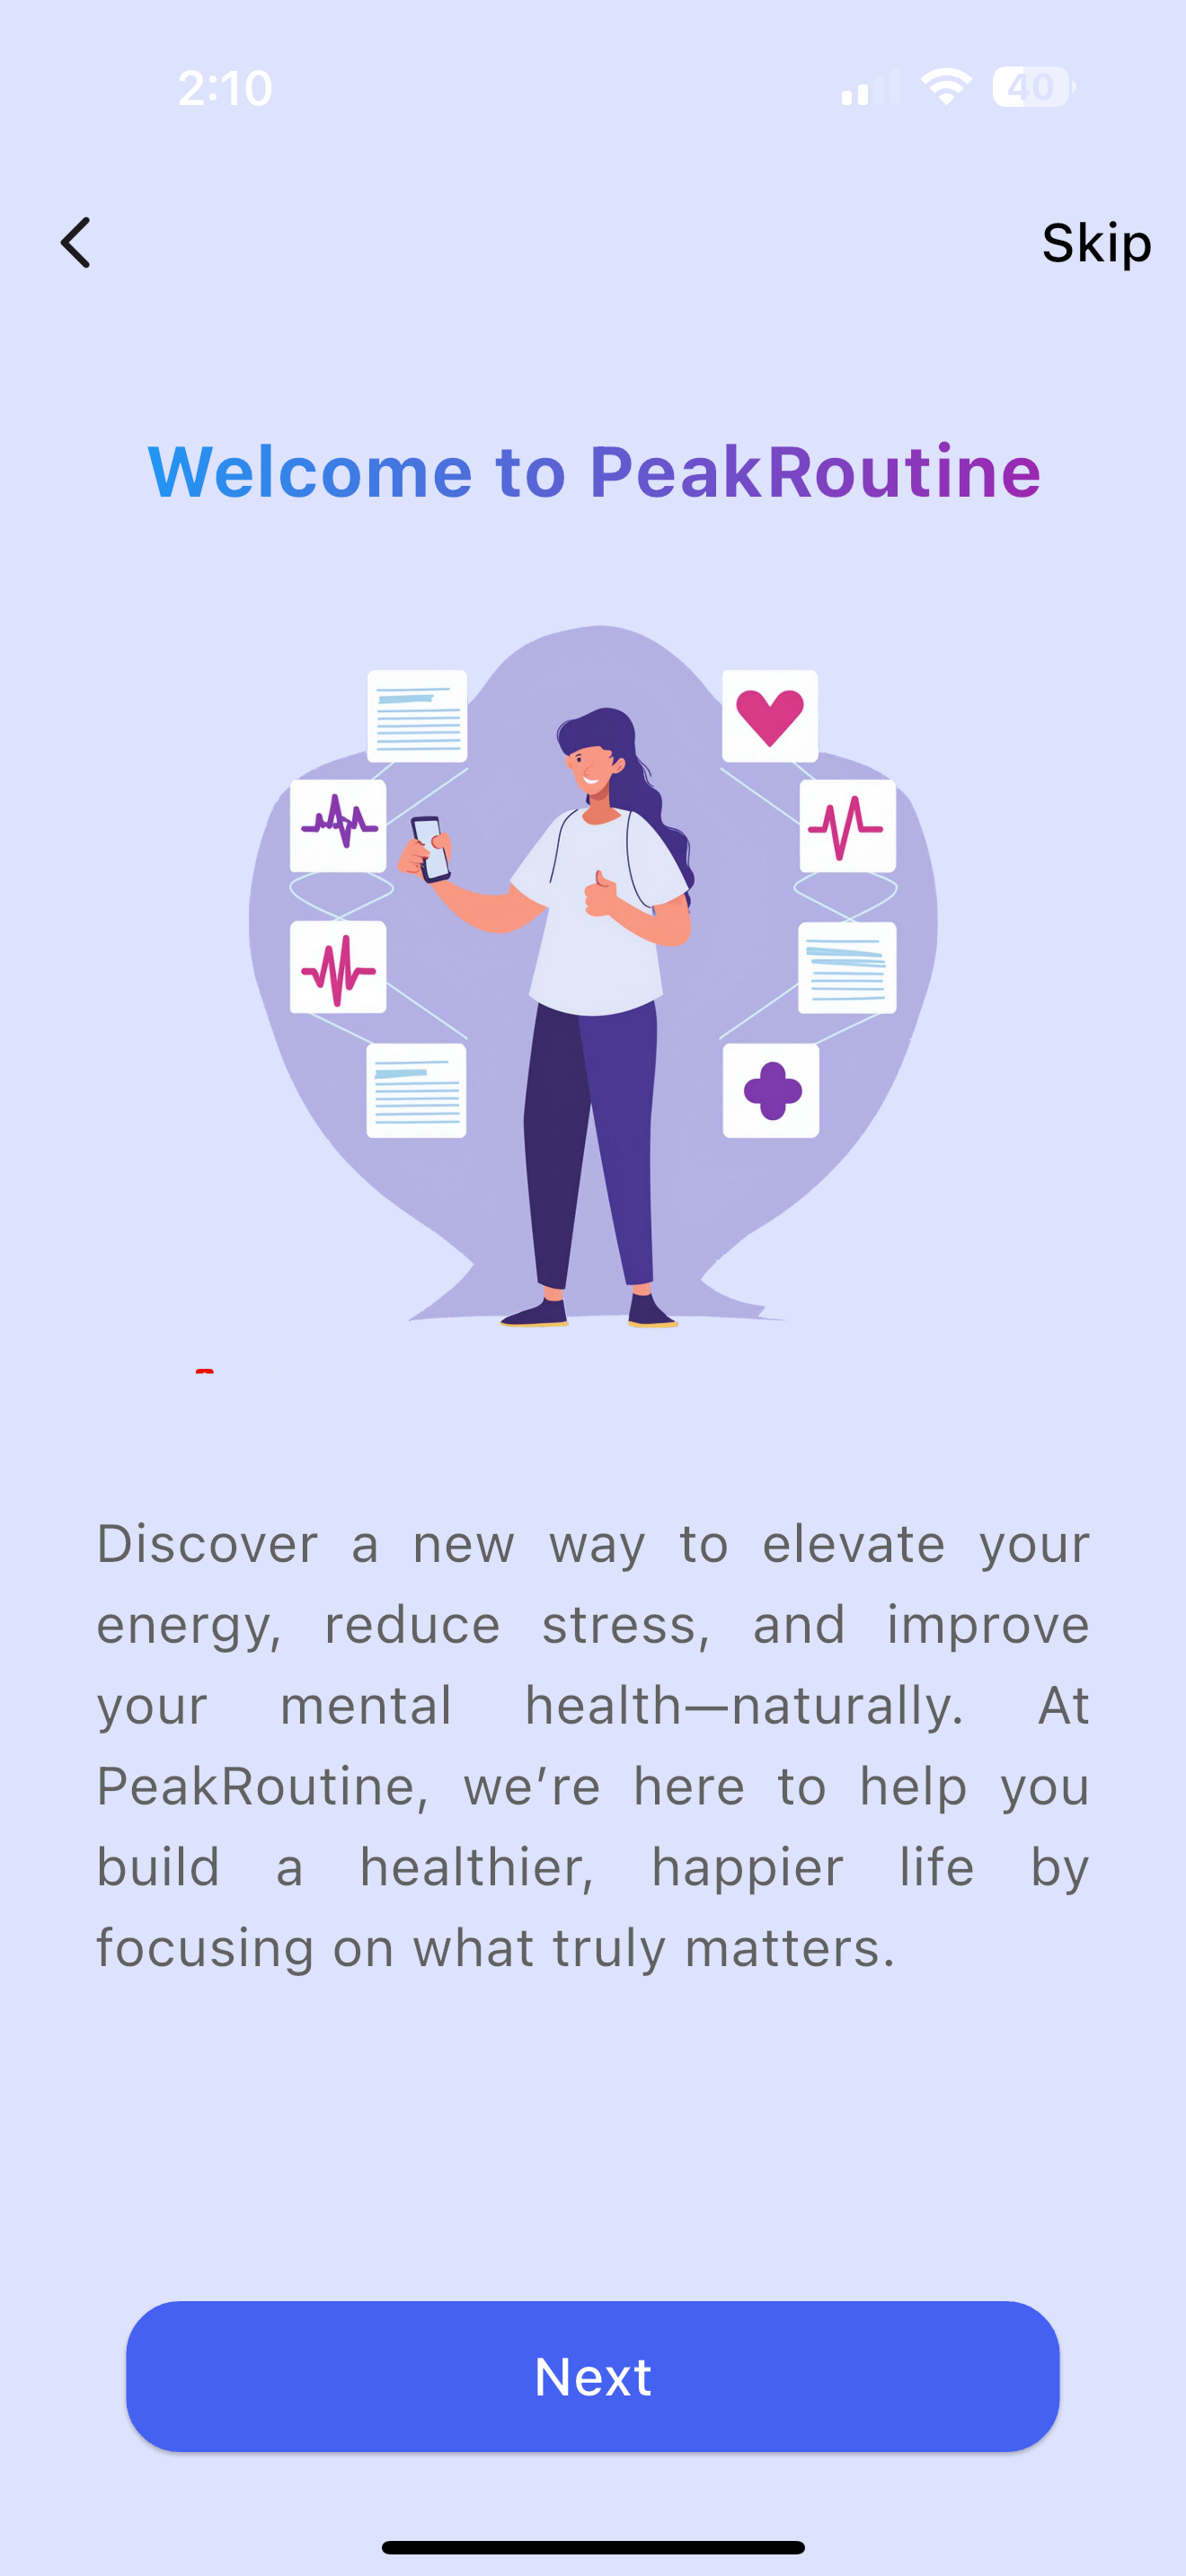 2:10
40
Skip
Welcome to PeakRoutine
Discover a new way to elevate your
energy, reduce stress, and improve
your mental health—naturally. At
PeakRoutine, we’re here to help you
build a healthier, happier life by
focusing on what truly matters.
Next